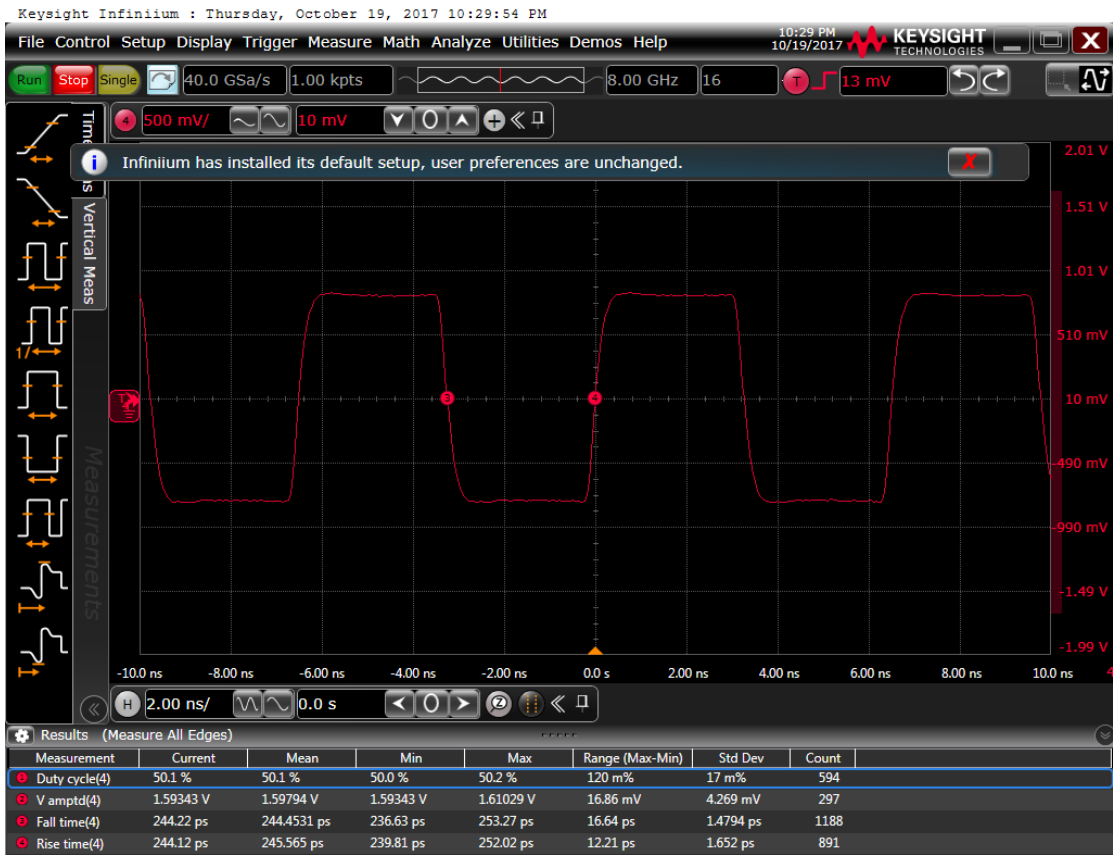 Keysight Infiniium : Thursday, October 19, 2017 10:29:54 PM
File Control Setup Display Trigger Measure Math Analyze Utilities Demos Help
10:29 PM
10/19/2017
KEYSIGHT
TECHNOLOGIES
X
Run Stop Single 40.0 GSa/s 1.00 kpts 8.00 GHz 16 T 13 mV
4 500 mV/ 10 mV 0
i Infiniium has installed its default setup, user preferences are unchanged. X
Vertical Meas
1/
Measurements
T
3
4
2.01 V
1.51 V
1.01 V
510 mV
10 mV
-490 mV
-990 mV
-1.49 V
-1.99 V
-10.0 ns -8.00 ns -6.00 ns -4.00 ns -2.00 ns 0.0 s 2.00 ns 4.00 ns 6.00 ns 8.00 ns 10.0 ns
H 2.00 ns/ 0.0 s 0 Z
Results (Measure All Edges)
Measurement Current Mean Min Max Range (Max-Min) Std Dev Count
1 Duty cycle(4) 50.1 % 50.1 % 50.0 % 50.2 % 120 m% 17 m% 594
2 V amptd(4) 1.59343 V 1.59794 V 1.59343 V 1.61029 V 16.86 mV 4.269 mV 297
3 Fall time(4) 244.22 ps 244.4531 ps 236.63 ps 253.27 ps 16.64 ps 1.4794 ps 1188
4 Rise time(4) 244.12 ps 245.565 ps 239.81 ps 252.02 ps 12.21 ps 1.652 ps 891